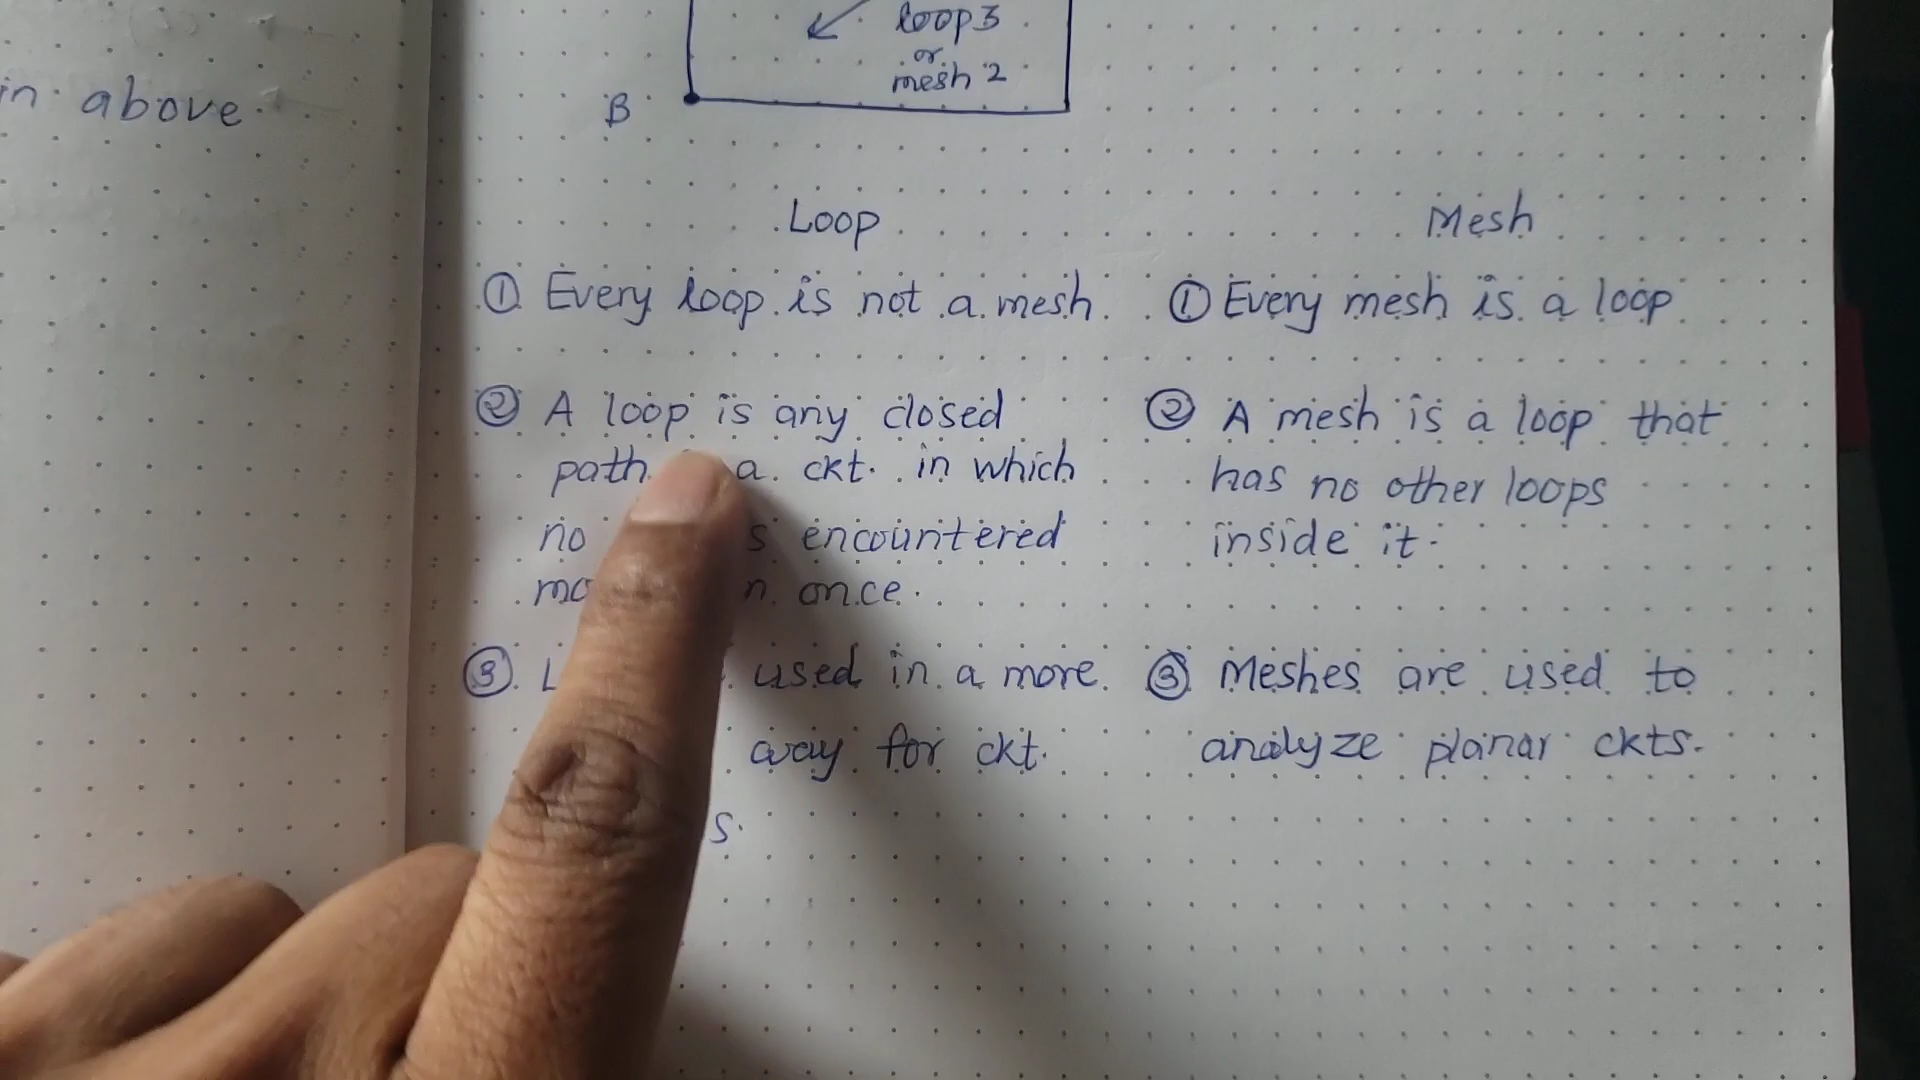 loop 3
or
mesh 2
in above
B
Loop
Mesh
① Every loop is not a mesh.
① Every mesh is a loop
② A loop is any closed
path a ckt. in which
no encountered
once.
② A mesh is a loop that
has no other loops
inside it.
③ used in a more
way for ckt.
③ Meshes are used to
analyze planar ckts.